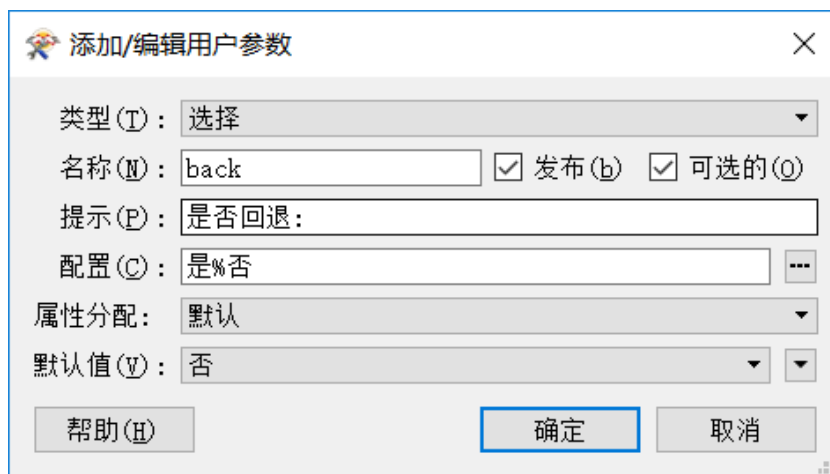 添加/编辑用户参数
类型(T): 选择
名称(N): back 发布(b) 可选的(O)
提示(P): 是否回退:
配置(C): 是%否 ...
属性分配: 默认
默认值(V): 否
帮助(H) 确定 取消